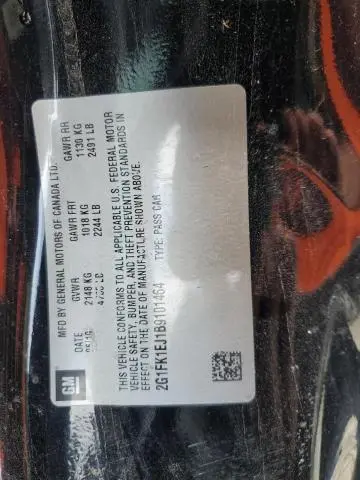 MFD BY GENERAL MOTORS OF CANADA LTD.
DATE GVWR GAWR FRT GAWR RR
2148 KG 1018 KG 1130 KG
LB 2244 LB 2491 LB
THIS VEHICLE CONFORMS TO ALL APPLICABLE U.S. FEDERAL MOTOR
VEHICLE SAFETY, BUMPER, AND THEFT PREVENTION STANDARDS IN
EFFECT ON THE DATE OF MANUFACTURE SHOWN ABOVE.
2G1FK1EJ1B9101464 TYPE: PASS CAR
GM